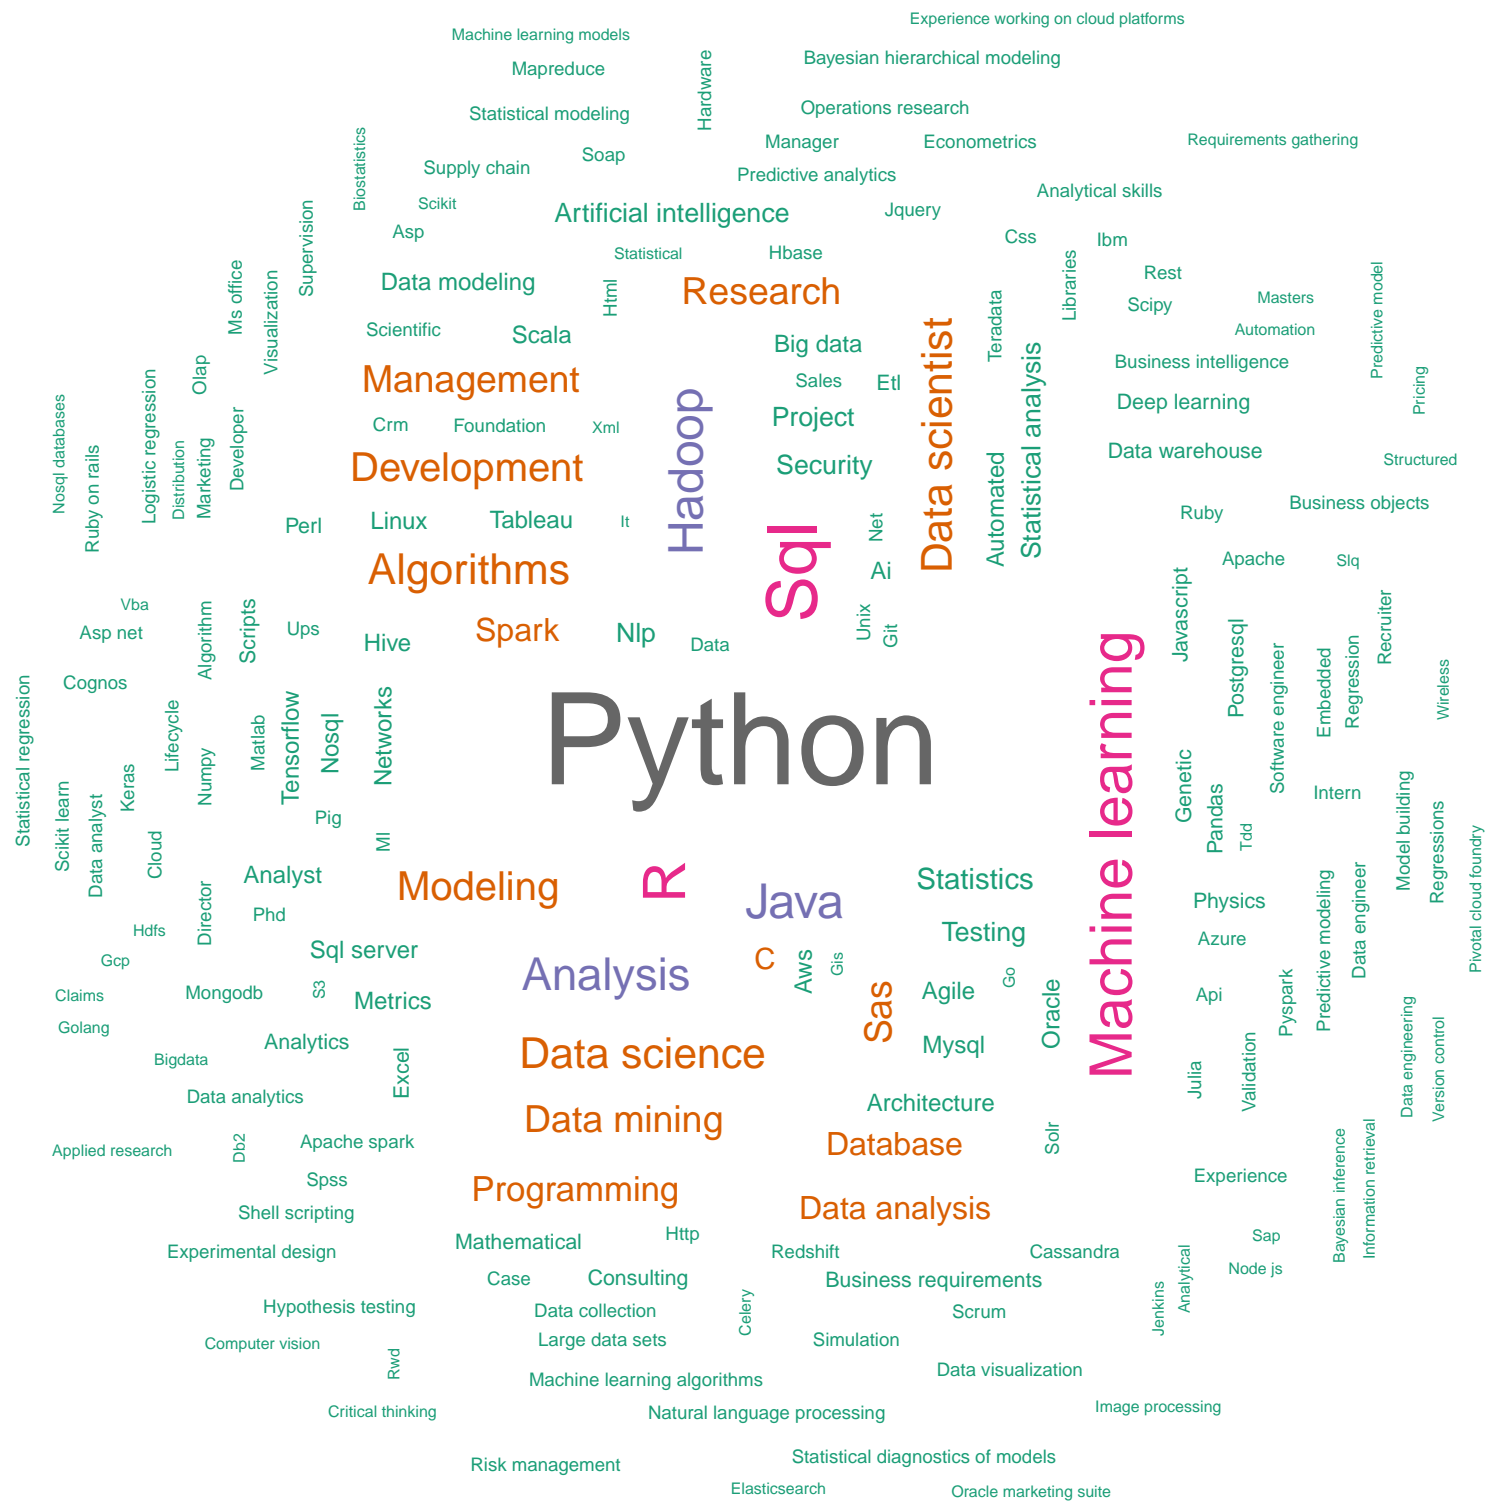 Experience working on cloud platforms
Machine learning models
Bayesian hierarchical modeling
Mapreduce
Hardware
Operations research
Statistical modeling
Manager
Econometrics
Requirements gathering
Biostatistics
Soap
Supply chain
Predictive analytics
Analytical skills
Scikit
Artificial intelligence
Jquery
Supervision
Asp
Css
Ibm
Statistical
Hbase
Ms office
Visualization
Data modeling
Html
Research
Libraries
Rest
Predictive model
Scientific
Scala
Teradata
Scipy
Masters
Automation
Big data
Data scientist
Statistical analysis
Business intelligence
Olap
Management
Sales
Etl
Pricing
Deep learning
Nosql databases
Ruby on rails
Logistic regression
Distribution
Marketing
Developer
Crm
Foundation
Xml
Hadoop
Project
Data warehouse
Development
Security
Automated
Structured
Business objects
Perl
Linux
Tableau
It
Sql
Net
Ruby
Algorithms
Ai
Apache
Slq
Vba
Asp net
Algorithm
Scripts
Ups
Hive
Spark
Nlp
Data
Unix
Git
Javascript
Postgresql
Software engineer
Embedded
Regression
Recruiter
Wireless
Cognos
Statistical regression
Lifecycle
Numpy
Matlab
Tensorflow
Nosql
Networks
Python
Machine learning
Genetic
Pandas
Tdd
Intern
Scikit learn
Data analyst
Keras
Cloud
Pig
Ml
Model building
Regressions
Pivotal cloud foundry
Analyst
Modeling
R
Java
Statistics
Physics
Director
Phd
Hdfs
Testing
Azure
Predictive modeling
Data engineer
Gcp
Sql server
Analysis
C
Aws
Gis
Go
Claims
Mongodb
S3
Metrics
Sas
Agile
Oracle
Api
Pyspark
Golang
Analytics
Data science
Mysql
Bigdata
Excel
Julia
Validation
Data engineering
Version control
Data analytics
Data mining
Architecture
Applied research
Db2
Apache spark
Database
Solr
Spss
Programming
Experience
Bayesian inference
Information retrieval
Shell scripting
Data analysis
Experimental design
Mathematical
Http
Redshift
Cassandra
Sap
Case
Consulting
Business requirements
Node js
Hypothesis testing
Data collection
Celery
Scrum
Jenkins
Analytical
Computer vision
Large data sets
Simulation
Rwd
Machine learning algorithms
Data visualization
Critical thinking
Natural language processing
Image processing
Risk management
Statistical diagnostics of models
Elasticsearch
Oracle marketing suite